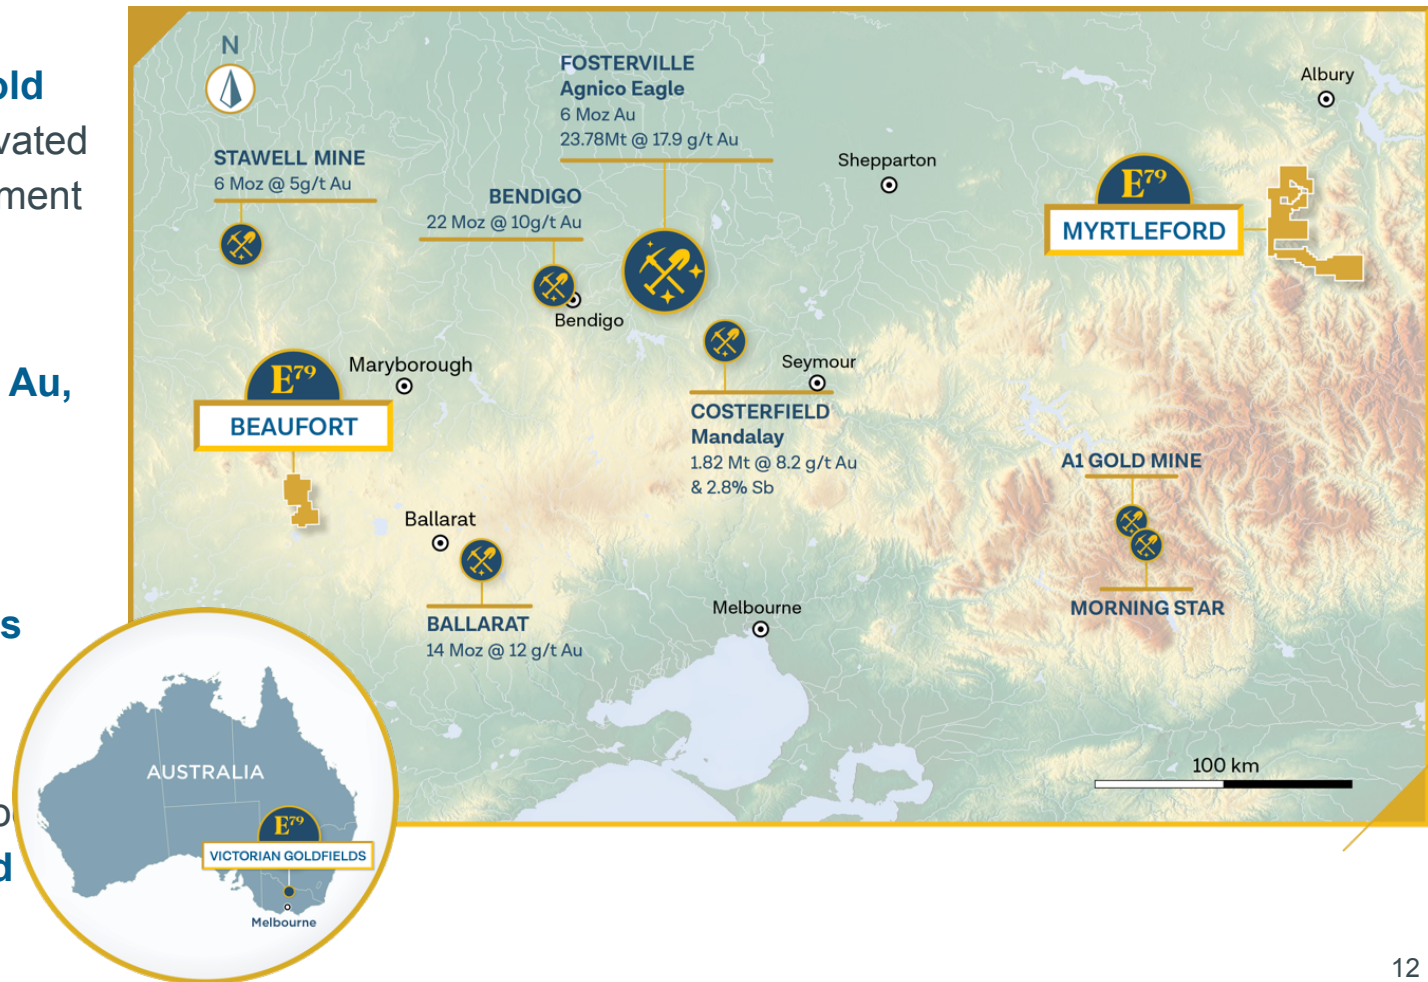 old
vated
ment
Au,
s
d
N
STAWELL MINE
6 Moz @ 5g/t Au
FOSTERVILLE
Agnico Eagle
6 Moz Au
23.78Mt @ 17.9 g/t Au
BENDIGO
22 Moz @ 10g/t Au
Bendigo
Shepparton
Albury
E79
MYRTLEFORD
E79
BEAUFORT
Maryborough
Seymour
COSTERFIELD
Mandalay
1.82 Mt @ 8.2 g/t Au
& 2.8% Sb
A1 GOLD MINE
MORNING STAR
Ballarat
BALLARAT
14 Moz @ 12 g/t Au
Melbourne
100 km
AUSTRALIA
E79
VICTORIAN GOLDFIELDS
Melbourne
12